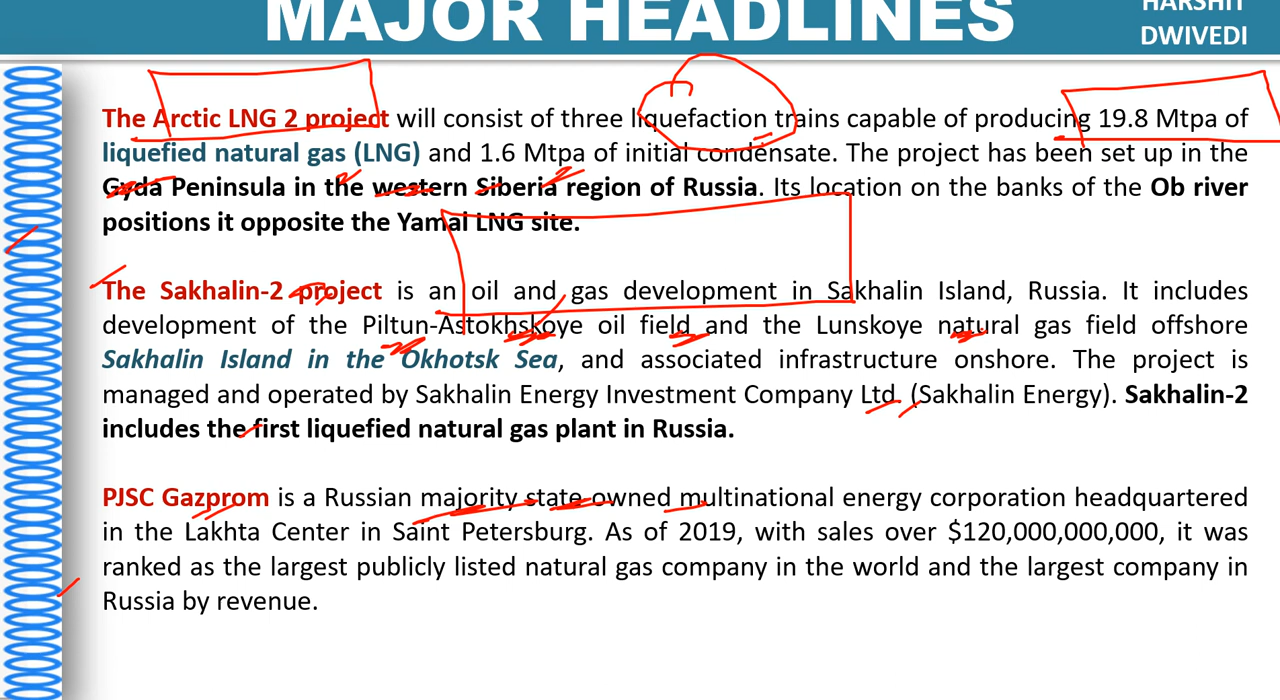 MAJOR HEADLINES
HARSHIT
DWIVEDI
The Arctic LNG 2 project will consist of three liquefaction trains capable of producing 19.8 Mtpa of
liquefied natural gas (LNG) and 1.6 Mtpa of initial condensate. The project has been set up in the
Gyda Peninsula in the western Siberia region of Russia. Its location on the banks of the Ob river
positions it opposite the Yamal LNG site.
The Sakhalin-2 project is an oil and gas development in Sakhalin Island, Russia. It includes
development of the Piltun-Astokhskoye oil field and the Lunskoye natural gas field offshore
Sakhalin Island in the Okhotsk Sea, and associated infrastructure onshore. The project is
managed and operated by Sakhalin Energy Investment Company Ltd. (Sakhalin Energy). Sakhalin-2
includes the first liquefied natural gas plant in Russia.
PJSC Gazprom is a Russian majority state-owned multinational energy corporation headquartered
in the Lakhta Center in Saint Petersburg. As of 2019, with sales over $120,000,000,000, it was
ranked as the largest publicly listed natural gas company in the world and the largest company in
Russia by revenue.